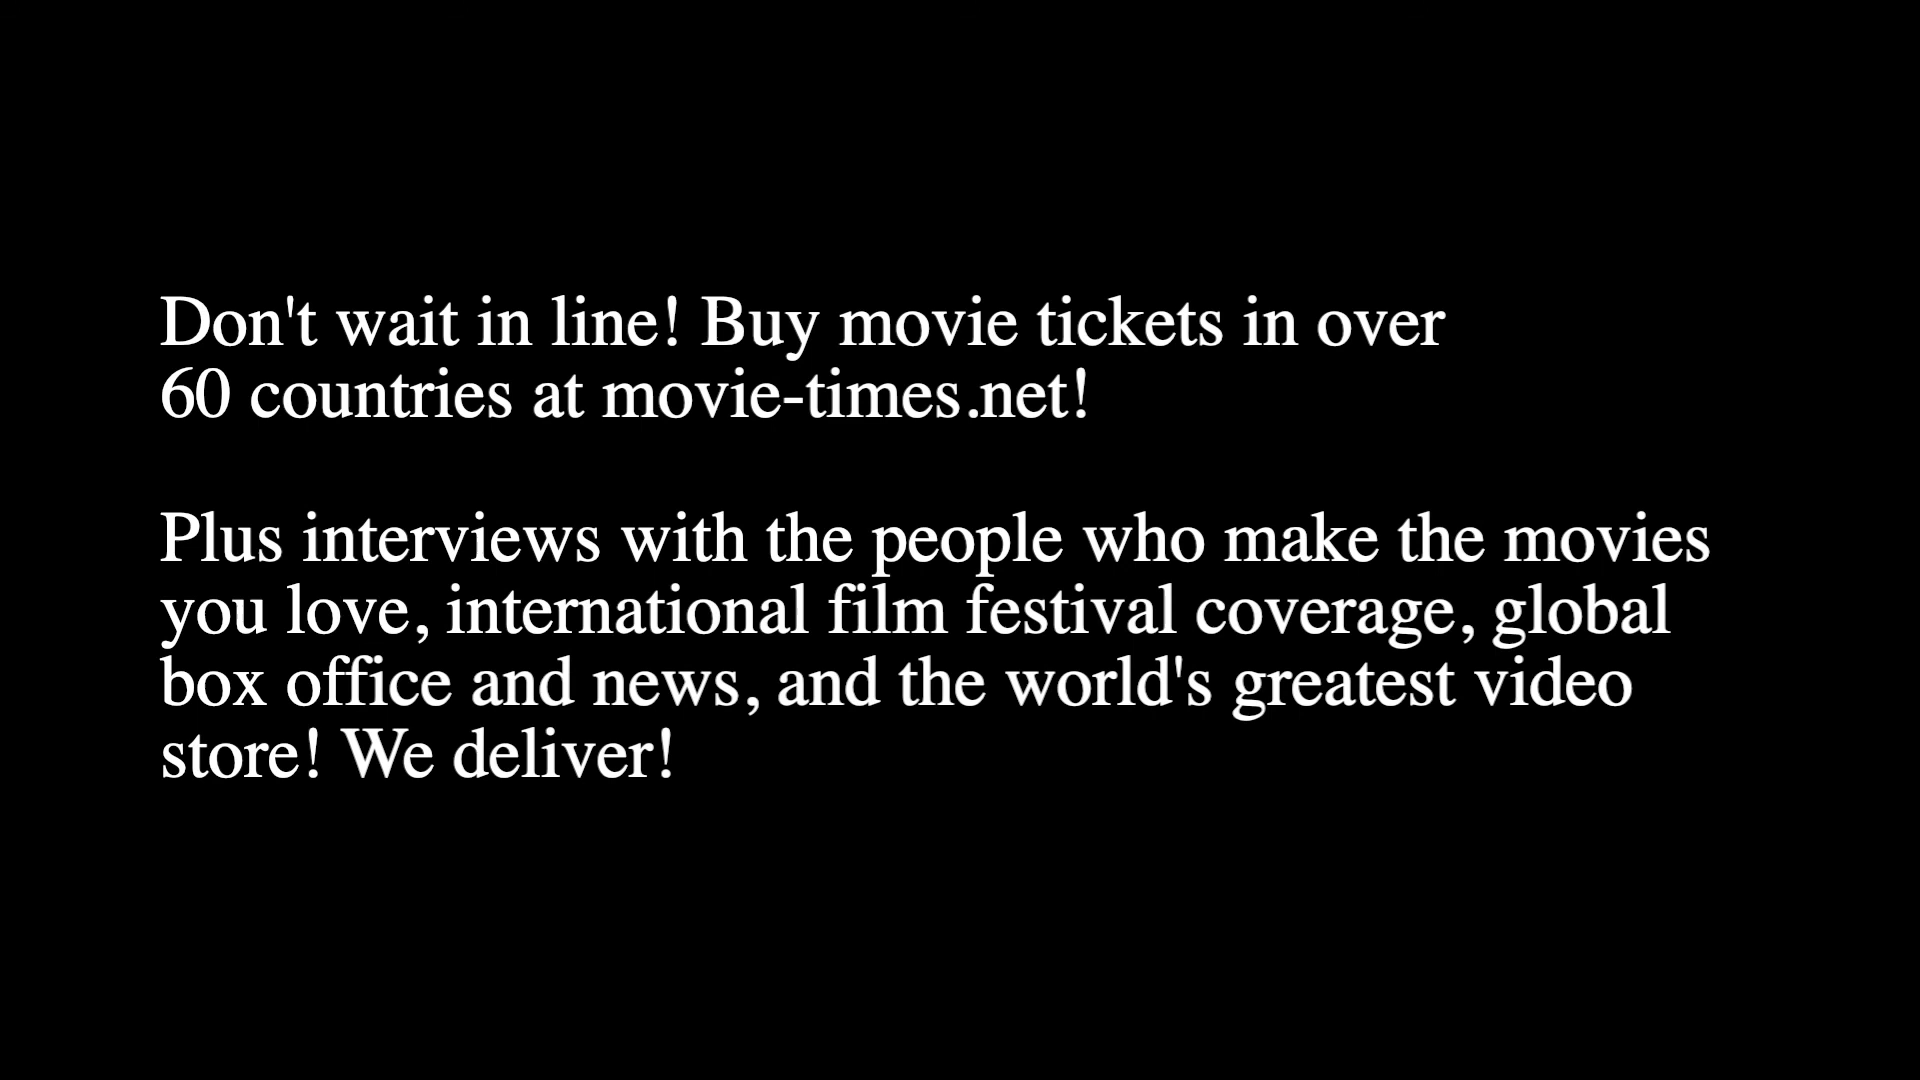 Don't wait in line! Buy movie tickets in over
60 countries at movie-times.net!
Plus interviews with the people who make the movies
you love, international film festival coverage, global
box office and news, and the world's greatest video
store! We deliver!